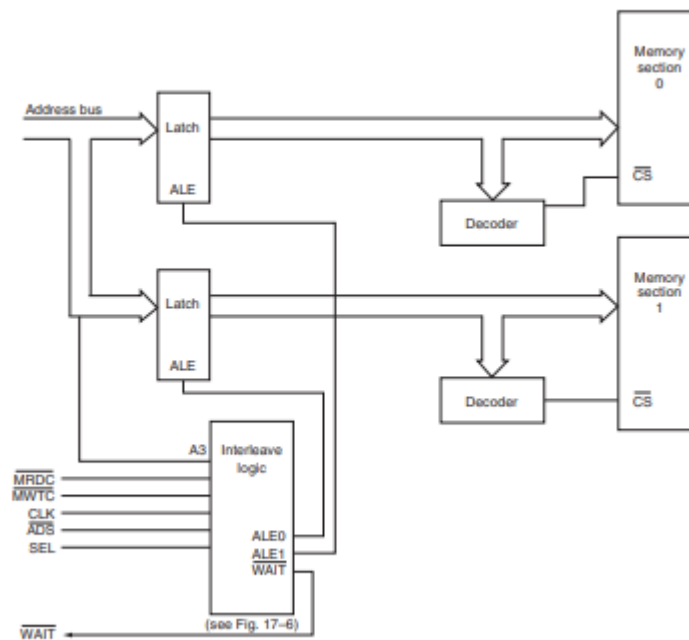 Memory
section
0
Address bus
Latch
ALE
CS
Decoder
Memory
section
1
Latch
ALE
CS
Decoder
A3
Interleave
logic
MRDC
MWTC
CLK
ADS
SEL
ALE0
ALE1
WAIT
(see Fig. 17–6)
WAIT